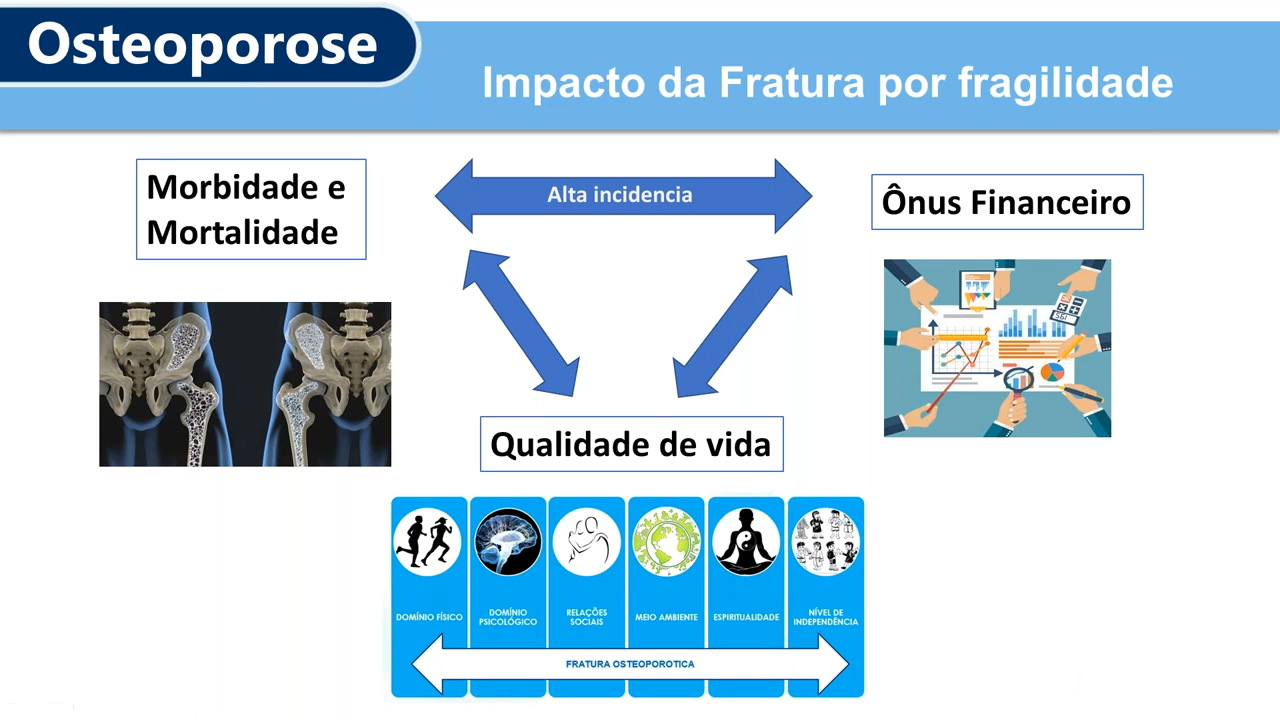 Osteoporose
Impacto da Fratura por fragilidade
Morbidade e
Mortalidade
Alta incidencia
Ônus Financeiro
Qualidade de vida
DOMÍNIO FÍSICO
DOMÍNIO
PSICOLÓGICO
RELAÇÕES
SOCIAIS
MEIO AMBIENTE
ESPIRITUALIDADE
NÍVEL DE
INDEPENDÊNCIA
FRATURA OSTEOPOROTICA